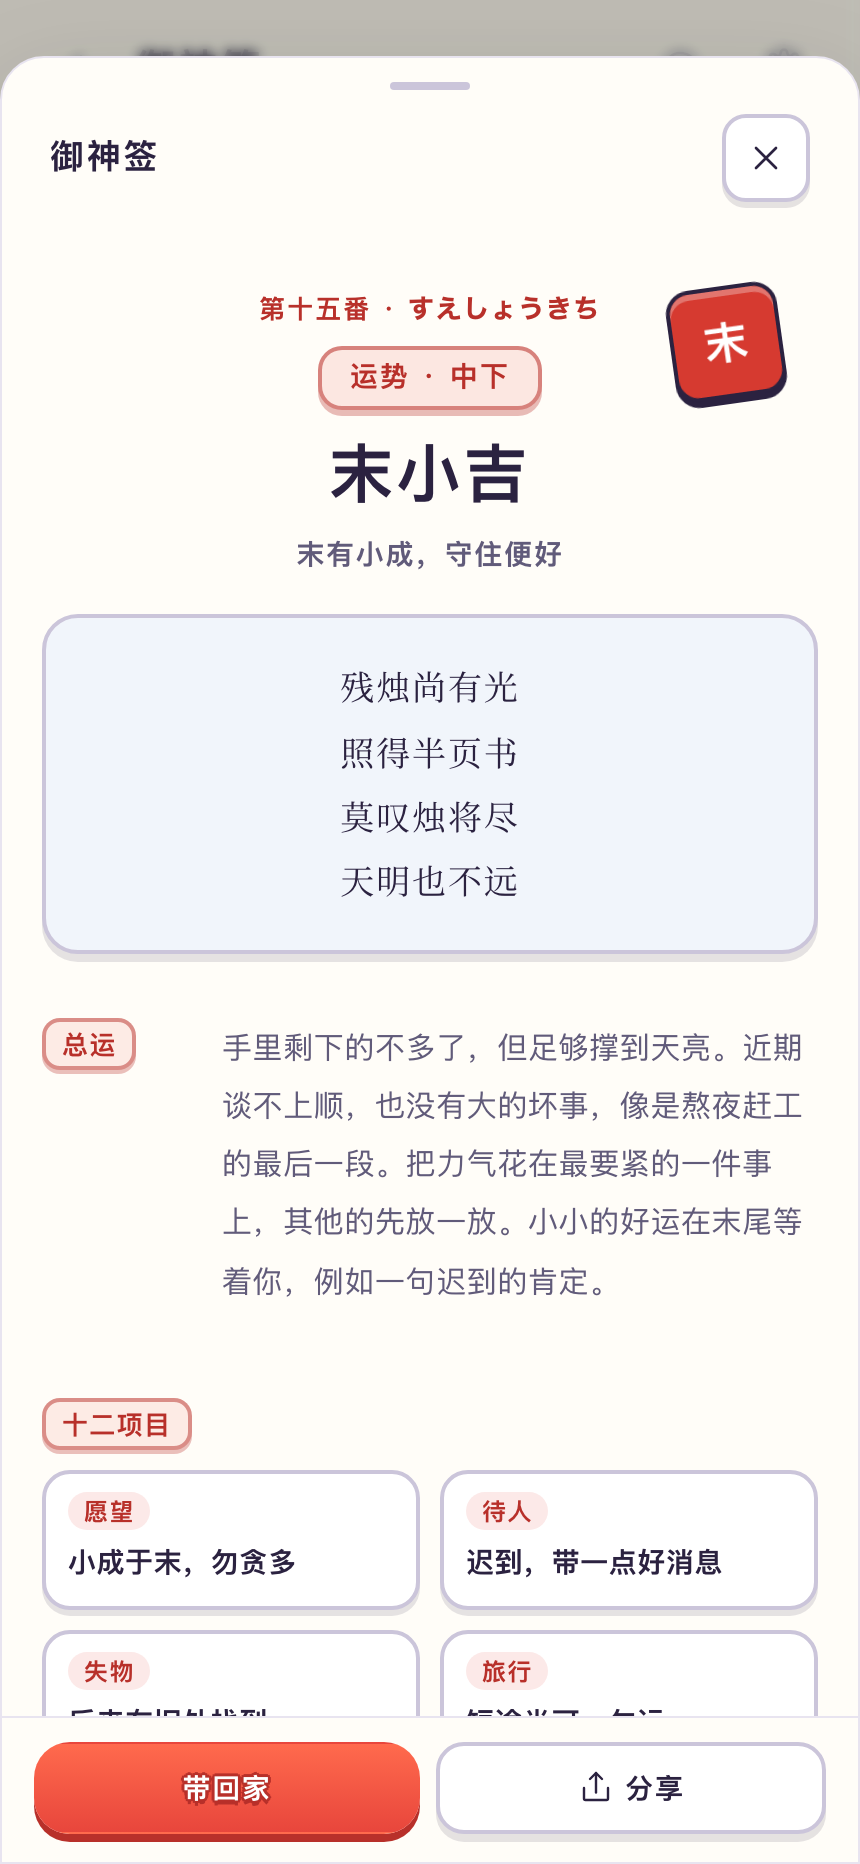 御神签
第十五番 · すえしょうきち
末
运势 · 中下
末小吉
末有小成，守住便好
残烛尚有光
照得半页书
莫叹烛将尽
天明也不远
总运
手里剩下的不多了，但足够撑到天亮。近期
谈不上顺，也没有大的坏事，像是熬夜赶工
的最后一段。把力气花在最要紧的一件事
上，其他的先放一放。小小的好运在末尾等
着你，例如一句迟到的肯定。
十二项目
愿望
小成于末，勿贪多
待人
迟到，带一点好消息
失物
旅行
带回家
分享